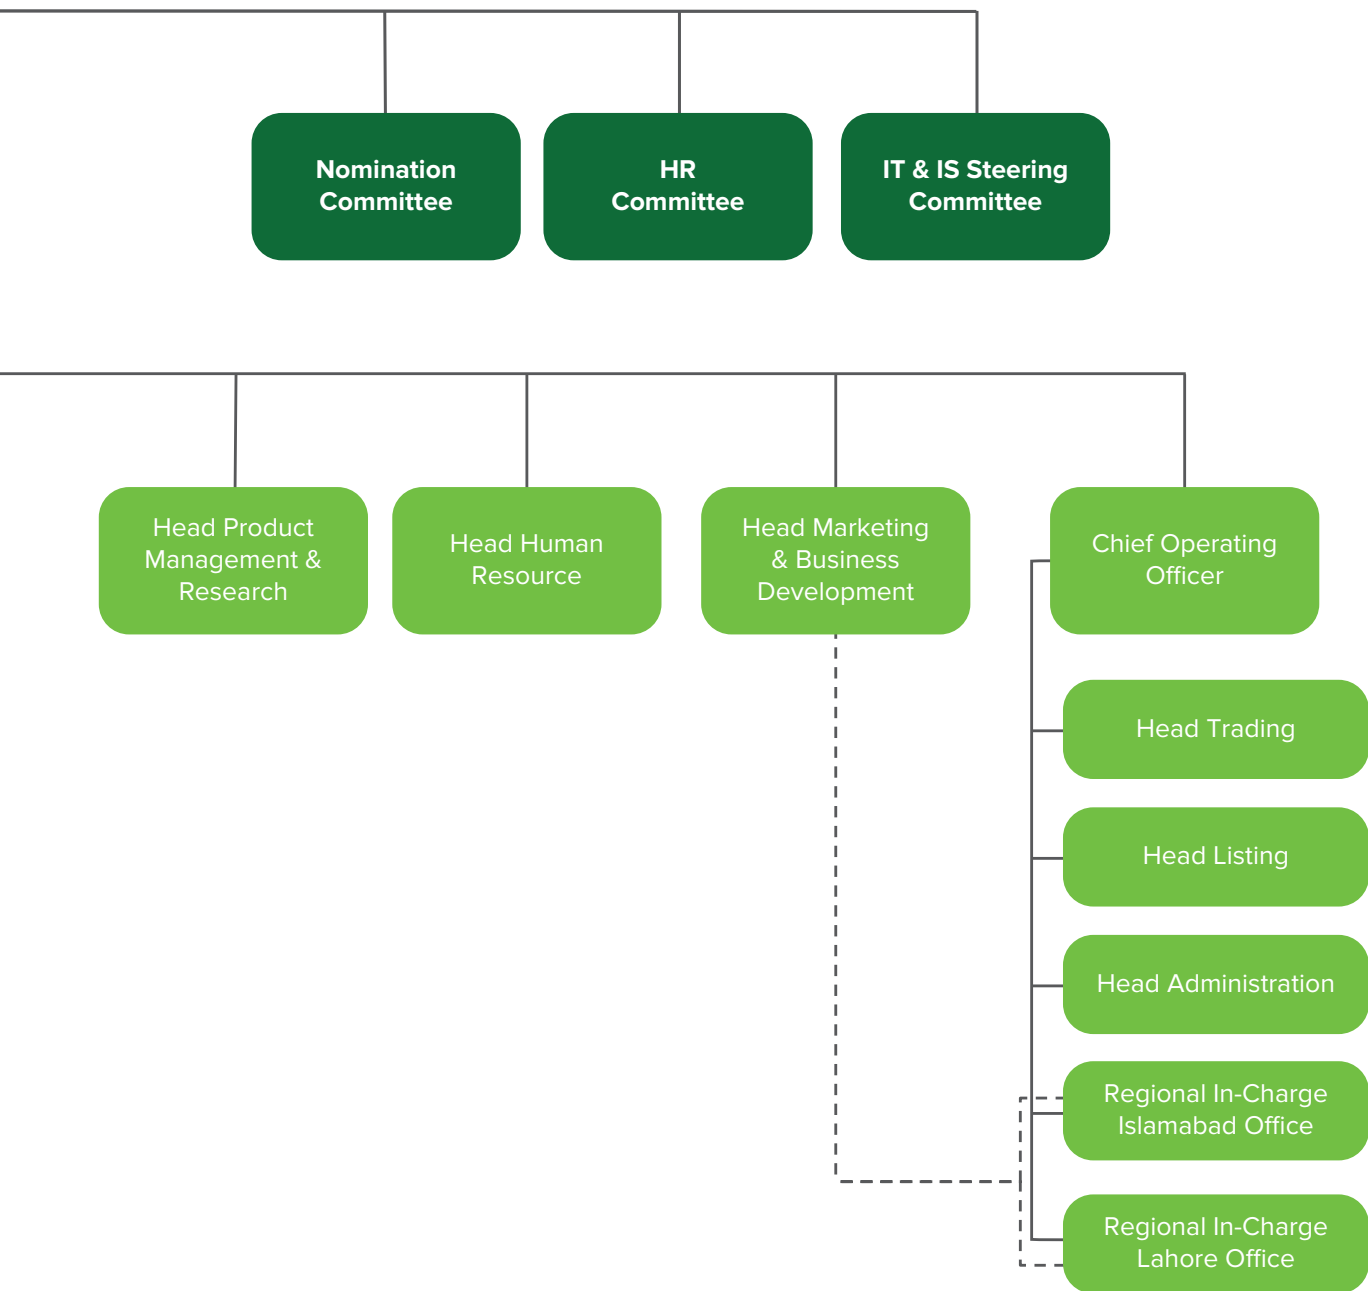 Nomination
Committee
HR
Committee
IT & IS Steering
Committee
Head Product
Management &
Research
Head Human
Resource
Head Marketing
& Business
Development
Chief Operating
Officer
Head Trading
Head Listing
Head Administration
Regional In-Charge
Islamabad Office
Regional In-Charge
Lahore Office